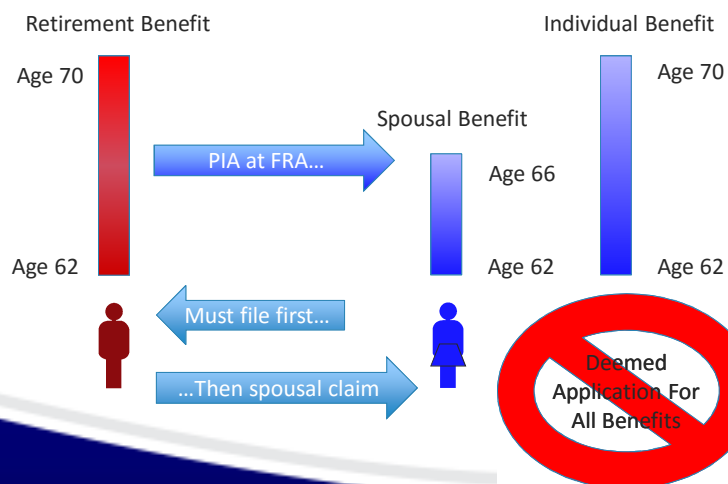 Retirement Benefit
Individual Benefit
Age 70
Age 70
Spousal Benefit
PIA at FRA...
Age 66
Age 62
Age 62
Age 62
Must file first...
...Then spousal claim
Deemed
Application For
All Benefits